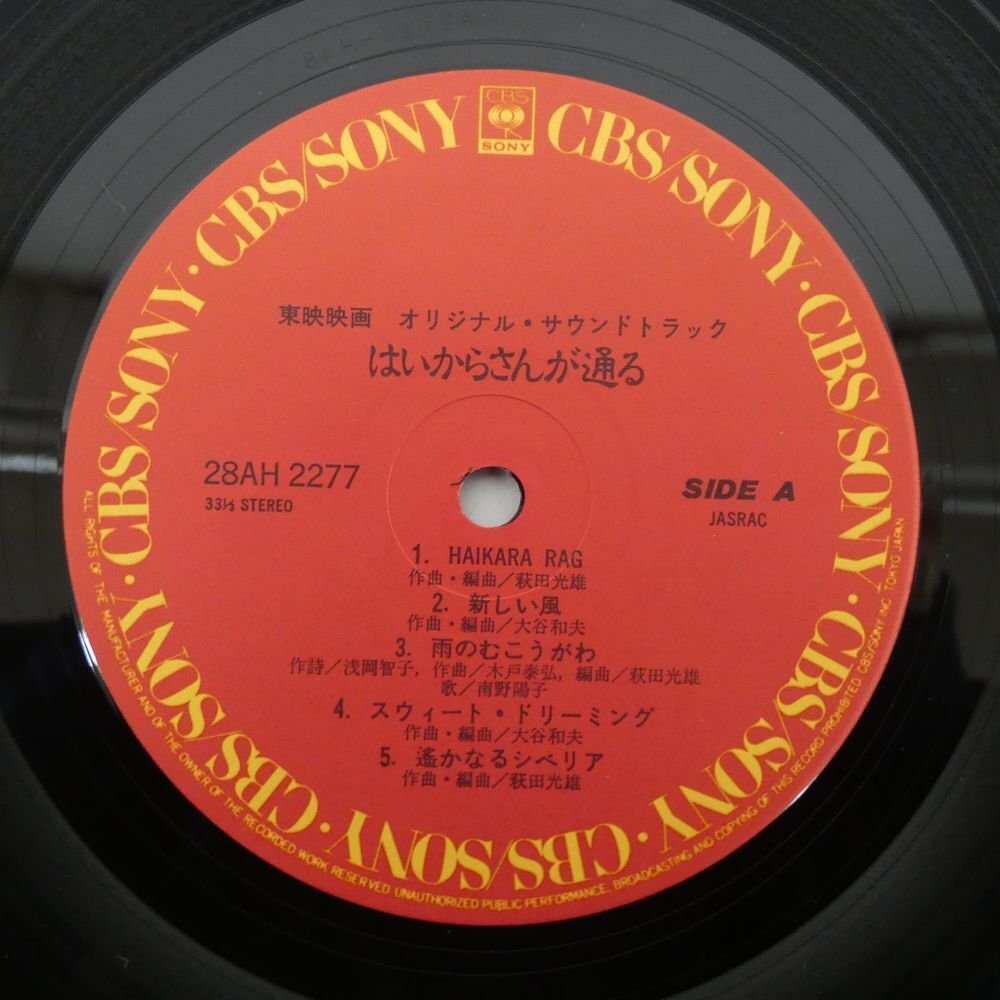 CBS
SONY
CBS/SONY · CBS/SONY · CBS/SONY · CBS/SONY · CBS/SONY · CBS/SONY · CBS/SONY · CBS/SONY · CBS/SONY · CBS/SONY
東映映画 オリジナル・サウンドトラック
はいからさんが通る
28AH 2277
33⅓ STEREO
SIDE A
JASRAC
1. HAIKARA RAG
作曲・編曲/萩田光雄
2. 新しい風
作曲・編曲/大谷和夫
3. 雨のむこうがわ
作詩/浅岡智子, 作曲/木戸泰弘, 編曲/萩田光雄
歌/南野陽子
4. スウィート・ドリーミング
作曲・編曲/大谷和夫
5. 遙かなるシベリア
作曲・編曲/萩田光雄
ALL RIGHTS OF THE MANUFACTURER AND OF THE OWNER OF THE RECORDED WORK RESERVED UNAUTHORIZED PUBLIC PERFORMANCE. BROADCASTING AND COPYING OF THIS RECORD PROHIBITED CBS/SONY INC. TOKYO JAPAN